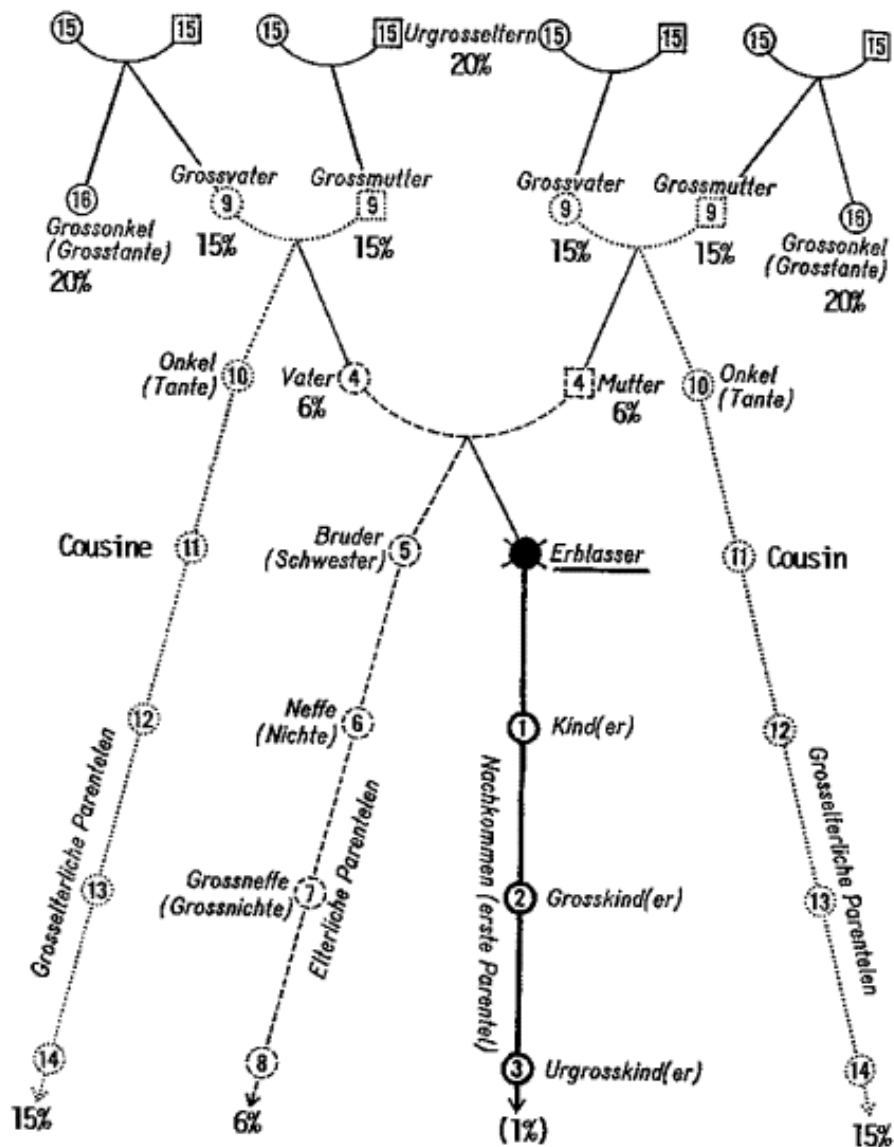 15 15 15 15 Urgrosseltern 15 15 15 15
20%
Grossvater Grossmutter Grossvater Grossmutter
16 9 9 9 9 16
Grossonkel
(Grosstante)
20%
15% 15% 15% 15%
Grossonkel
(Grosstante)
20%
Onkel
(Tante)
10
Vater 4
6%
4 Mutter
6%
10
Onkel
(Tante)
Cousine 11
Bruder
(Schwester)
5
Erblasser
11 Cousin
12
Neffe
(Nichte)
6
1 Kind(er)
12
Grosselterliche Parentelen
Elterliche Parentelen
Nachkommen (erste Parentel)
Grosselterliche Parentelen
13
Grossneffe
(Grossnichte)
7
2 Grosskind(er)
13
14 8 3 Urgrosskind(er) 14
15% 6% (1%) 15%